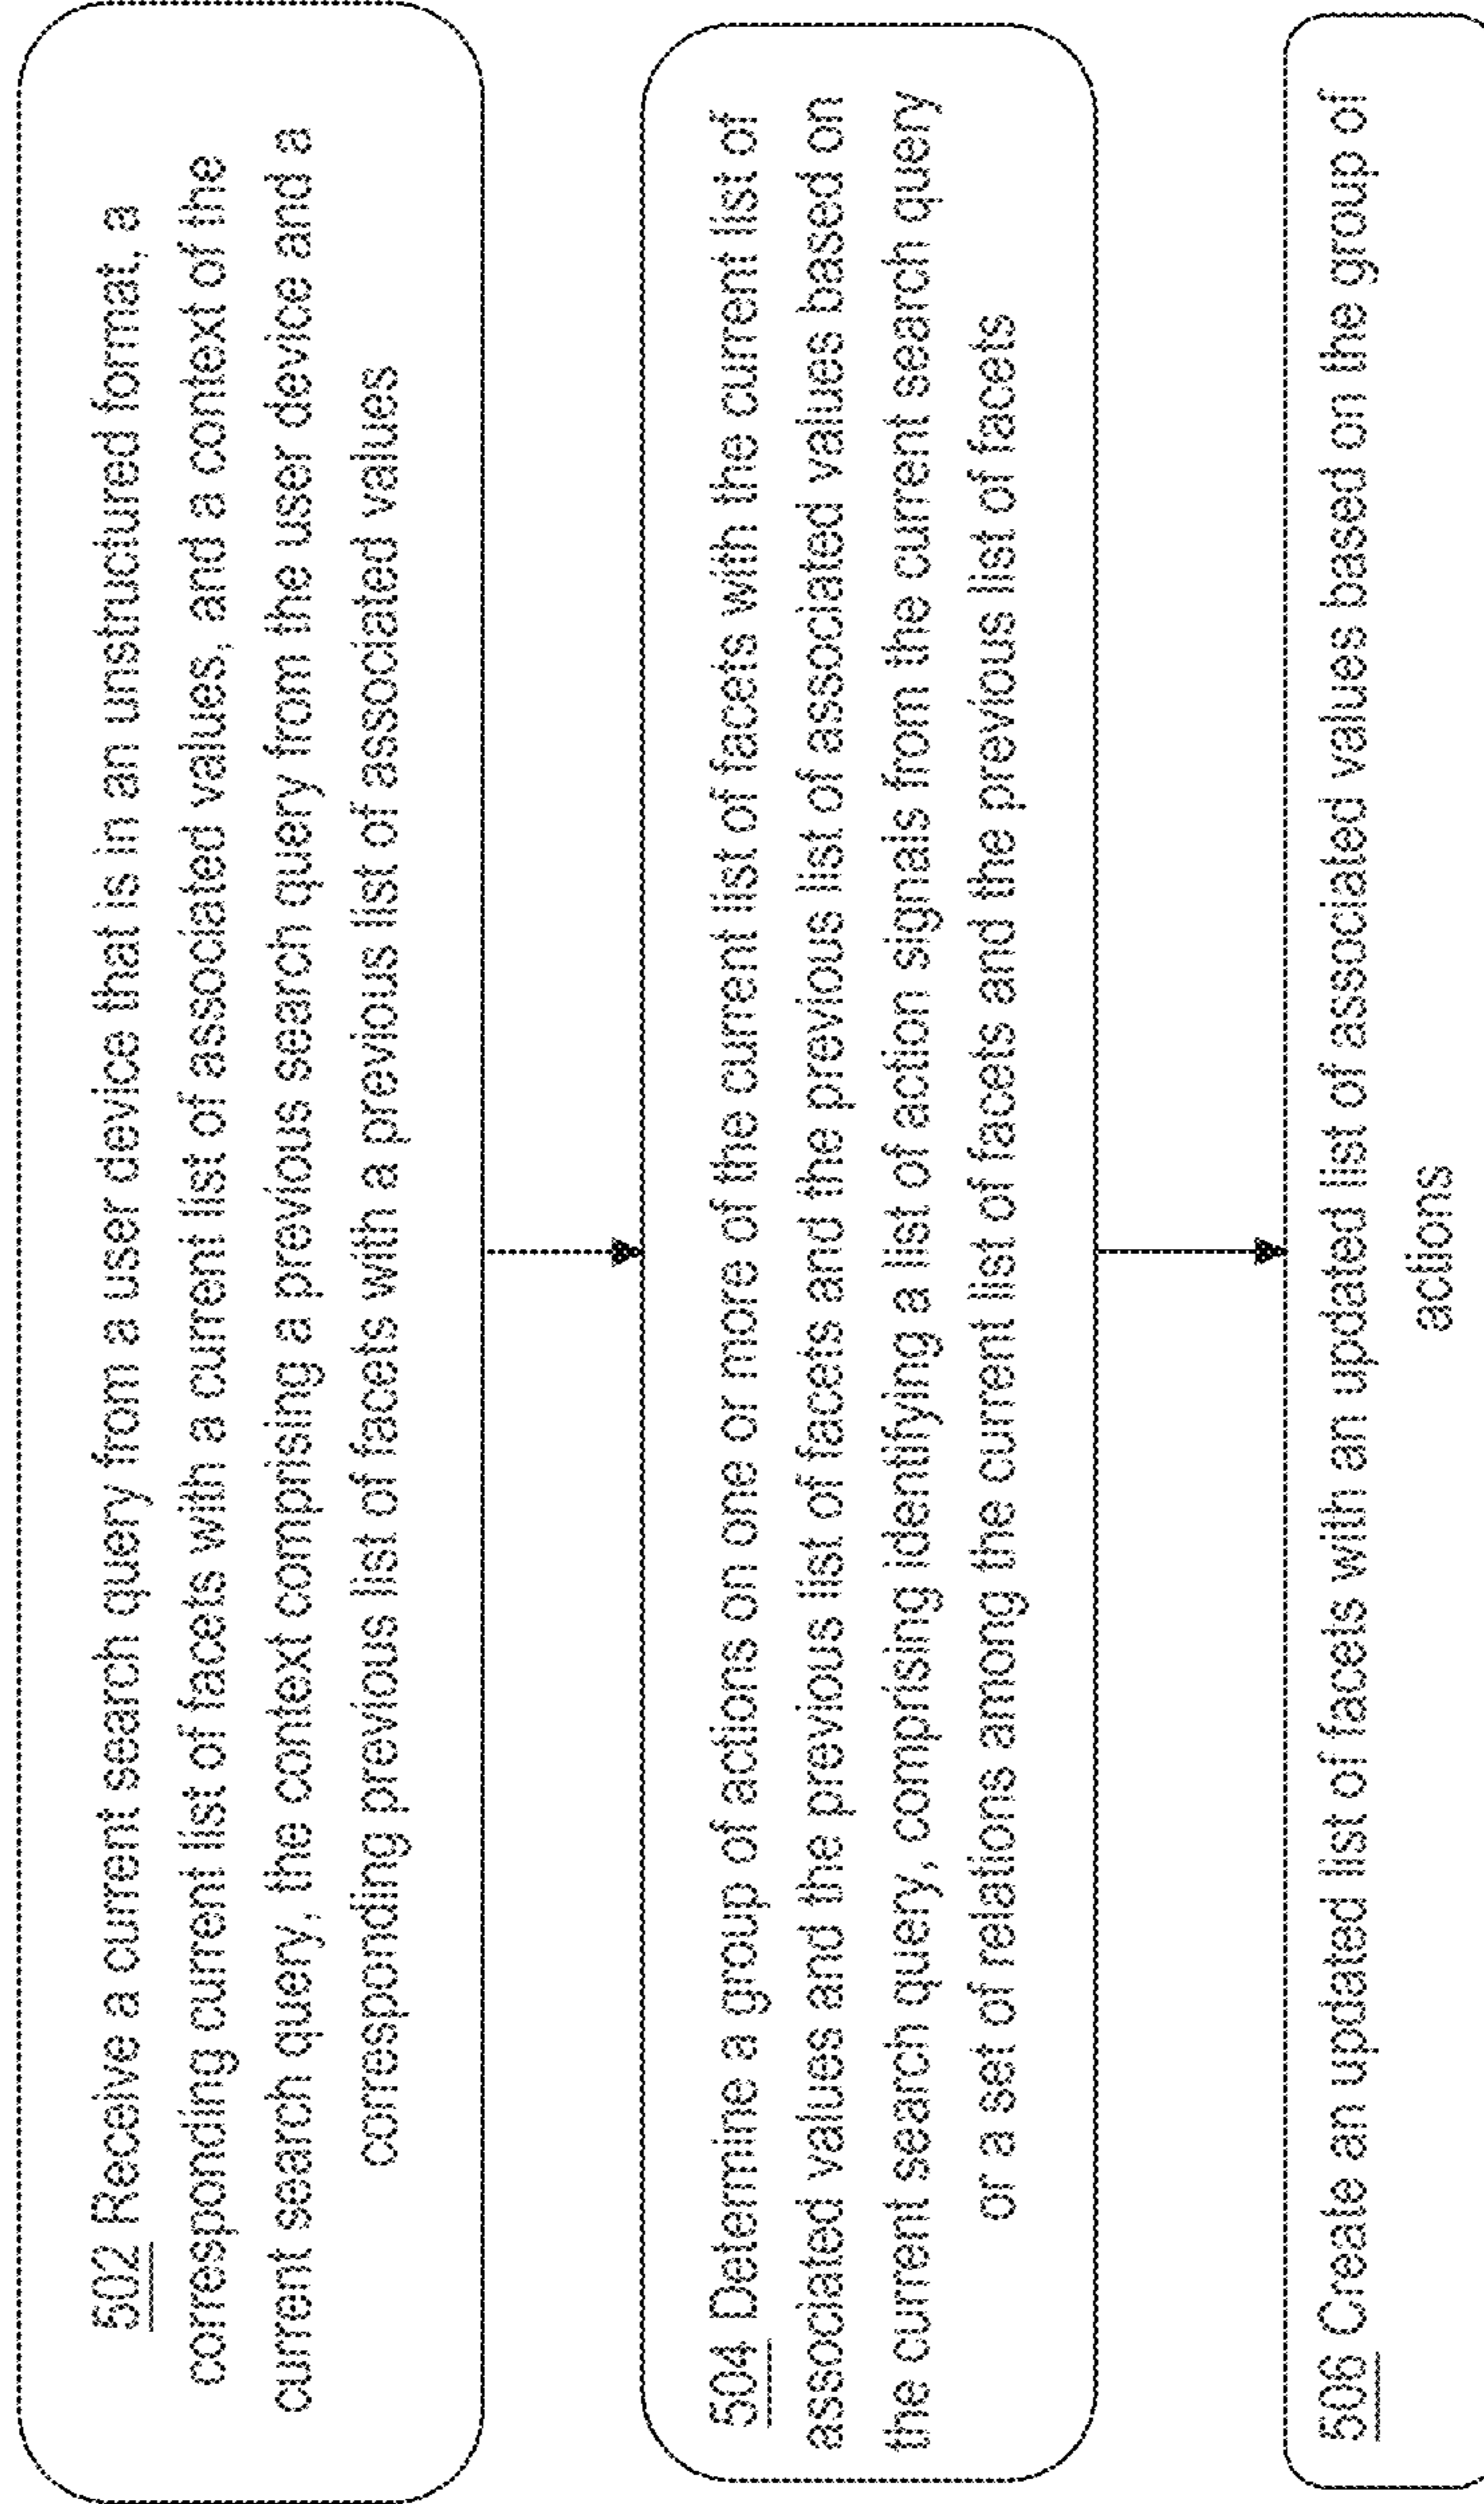 502 Receive a current search query from a user device that is in an unstructured format, a
corresponding current list of facets with a current list of associated values, and a context of the
current search query, the context comprising a previous search query from the user device and a
corresponding previous list of facets with a previous list of associated values
504 Determine a group of actions on one or more of the current list of facets with the current list of
associated values and the previous list of facets and the previous list of associated values based on
the current search query, comprising identifying a list of action signals from the current search query
or a set of relations among the current list of facets and the previous list of facets
506 Create an updated list of facets with an updated list of associated values based on the group of
actions